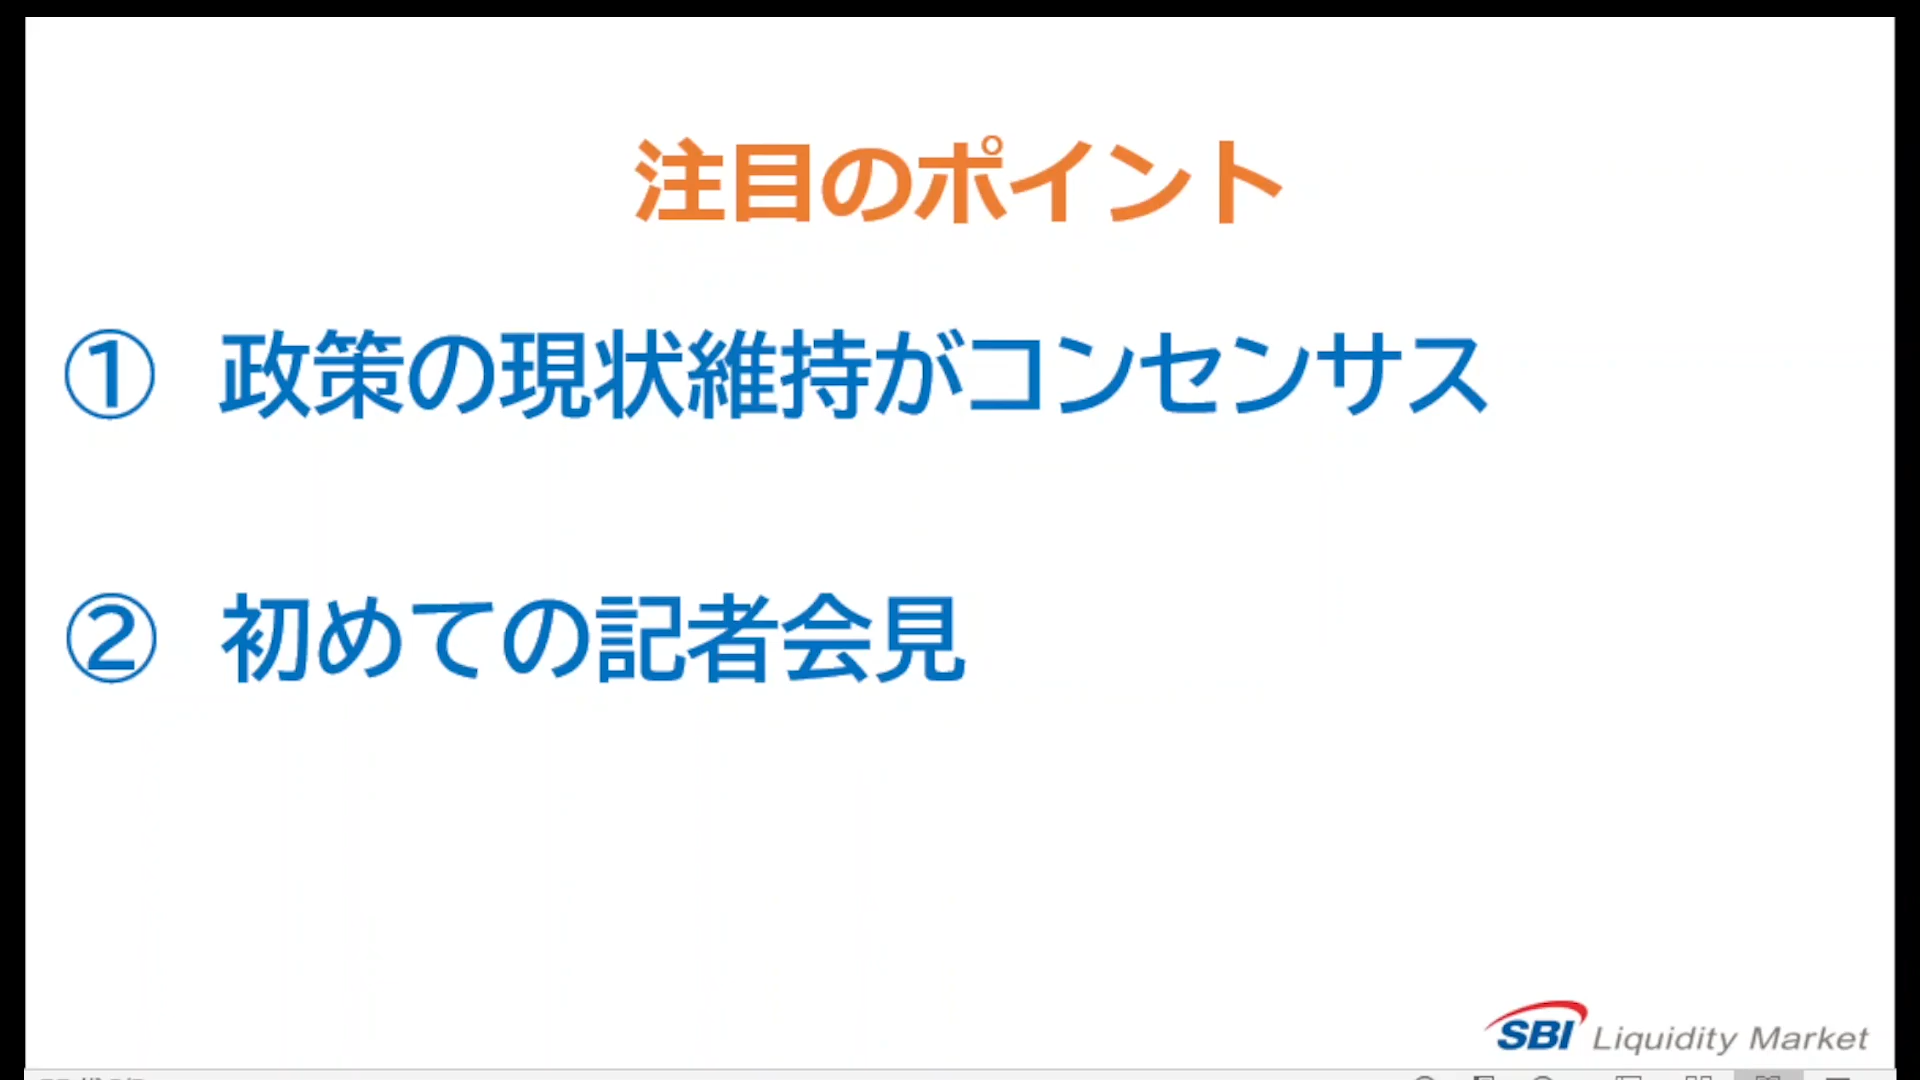 注目のポイント
① 政策の現状維持がコンセンサス
② 初めての記者会見
SBI Liquidity Market